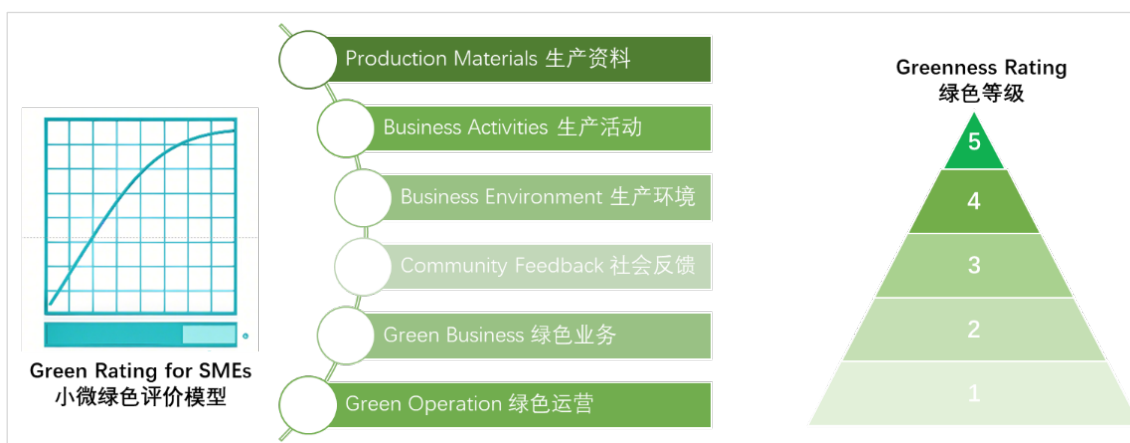 Green Rating for SMEs
小微绿色评价模型
Production Materials 生产资料
Business Activities 生产活动
Business Environment 生产环境
Community Feedback 社会反馈
Green Business 绿色业务
Green Operation 绿色运营
Greenness Rating
绿色等级
5
4
3
2
1